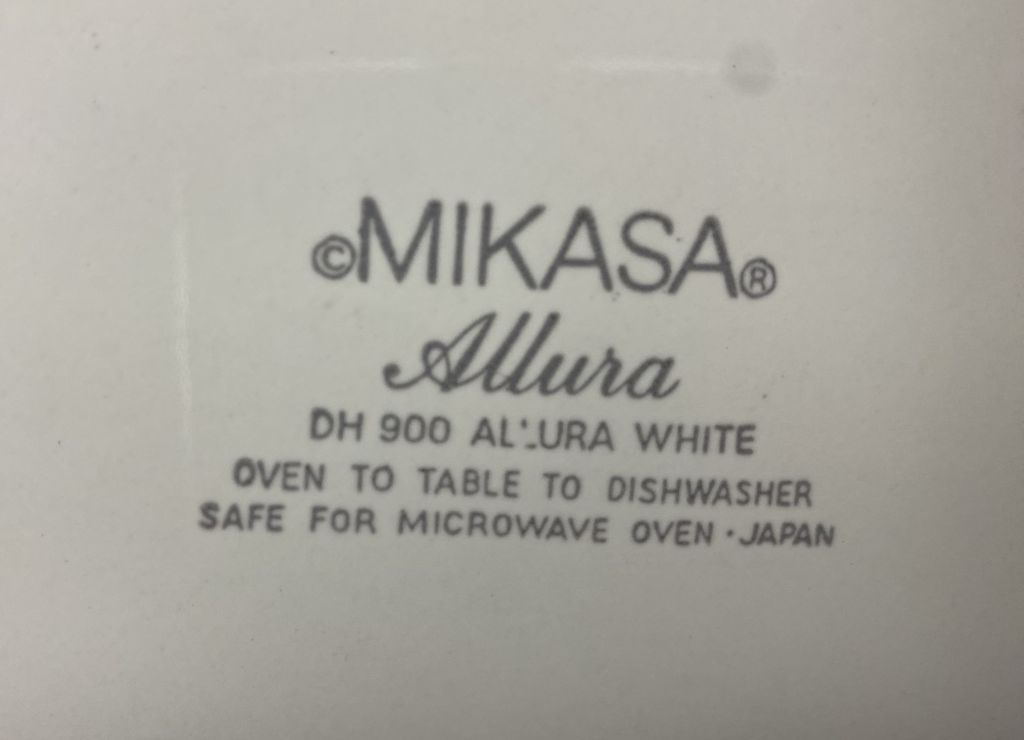 ©MIKASA®
Allura
DH 900 ALLURA WHITE
OVEN TO TABLE TO DISHWASHER
SAFE FOR MICROWAVE OVEN · JAPAN